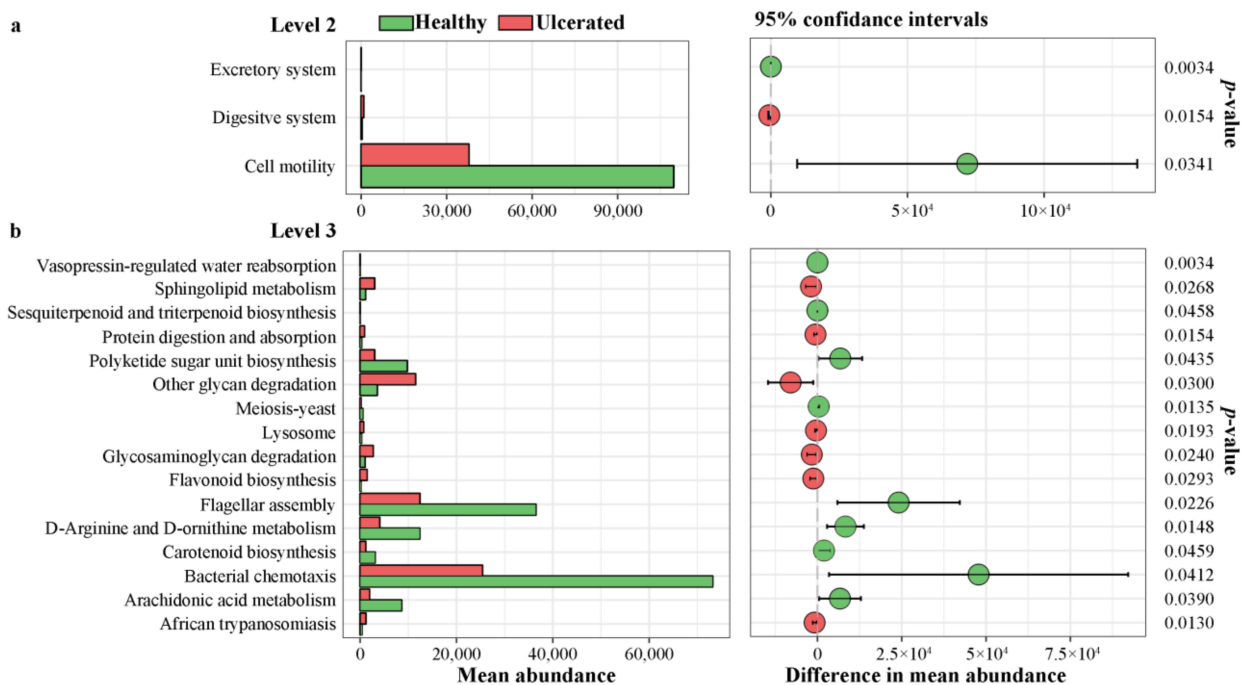 a Level 2 Healthy Ulcerated 95% confidance intervals
Excretory system 0.0034
Digesitve system 0.0154
Cell motility 0.0341
p-value
0 30,000 60,000 90,000 0 5×10⁴ 10×10⁴
b Level 3
Vasopressin-regulated water reabsorption 0.0034
Sphingolipid metabolism 0.0268
Sesquiterpenoid and triterpenoid biosynthesis 0.0458
Protein digestion and absorption 0.0154
Polyketide sugar unit biosynthesis 0.0435
Other glycan degradation 0.0300
Meiosis-yeast 0.0135
Lysosome 0.0193
Glycosaminoglycan degradation 0.0240
Flavonoid biosynthesis 0.0293
Flagellar assembly 0.0226
D-Arginine and D-ornithine metabolism 0.0148
Carotenoid biosynthesis 0.0459
Bacterial chemotaxis 0.0412
Arachidonic acid metabolism 0.0390
African trypanosomiasis 0.0130
p-value
0 20,000 40,000 60,000 0 2.5×10⁴ 5×10⁴ 7.5×10⁴
Mean abundance Difference in mean abundance